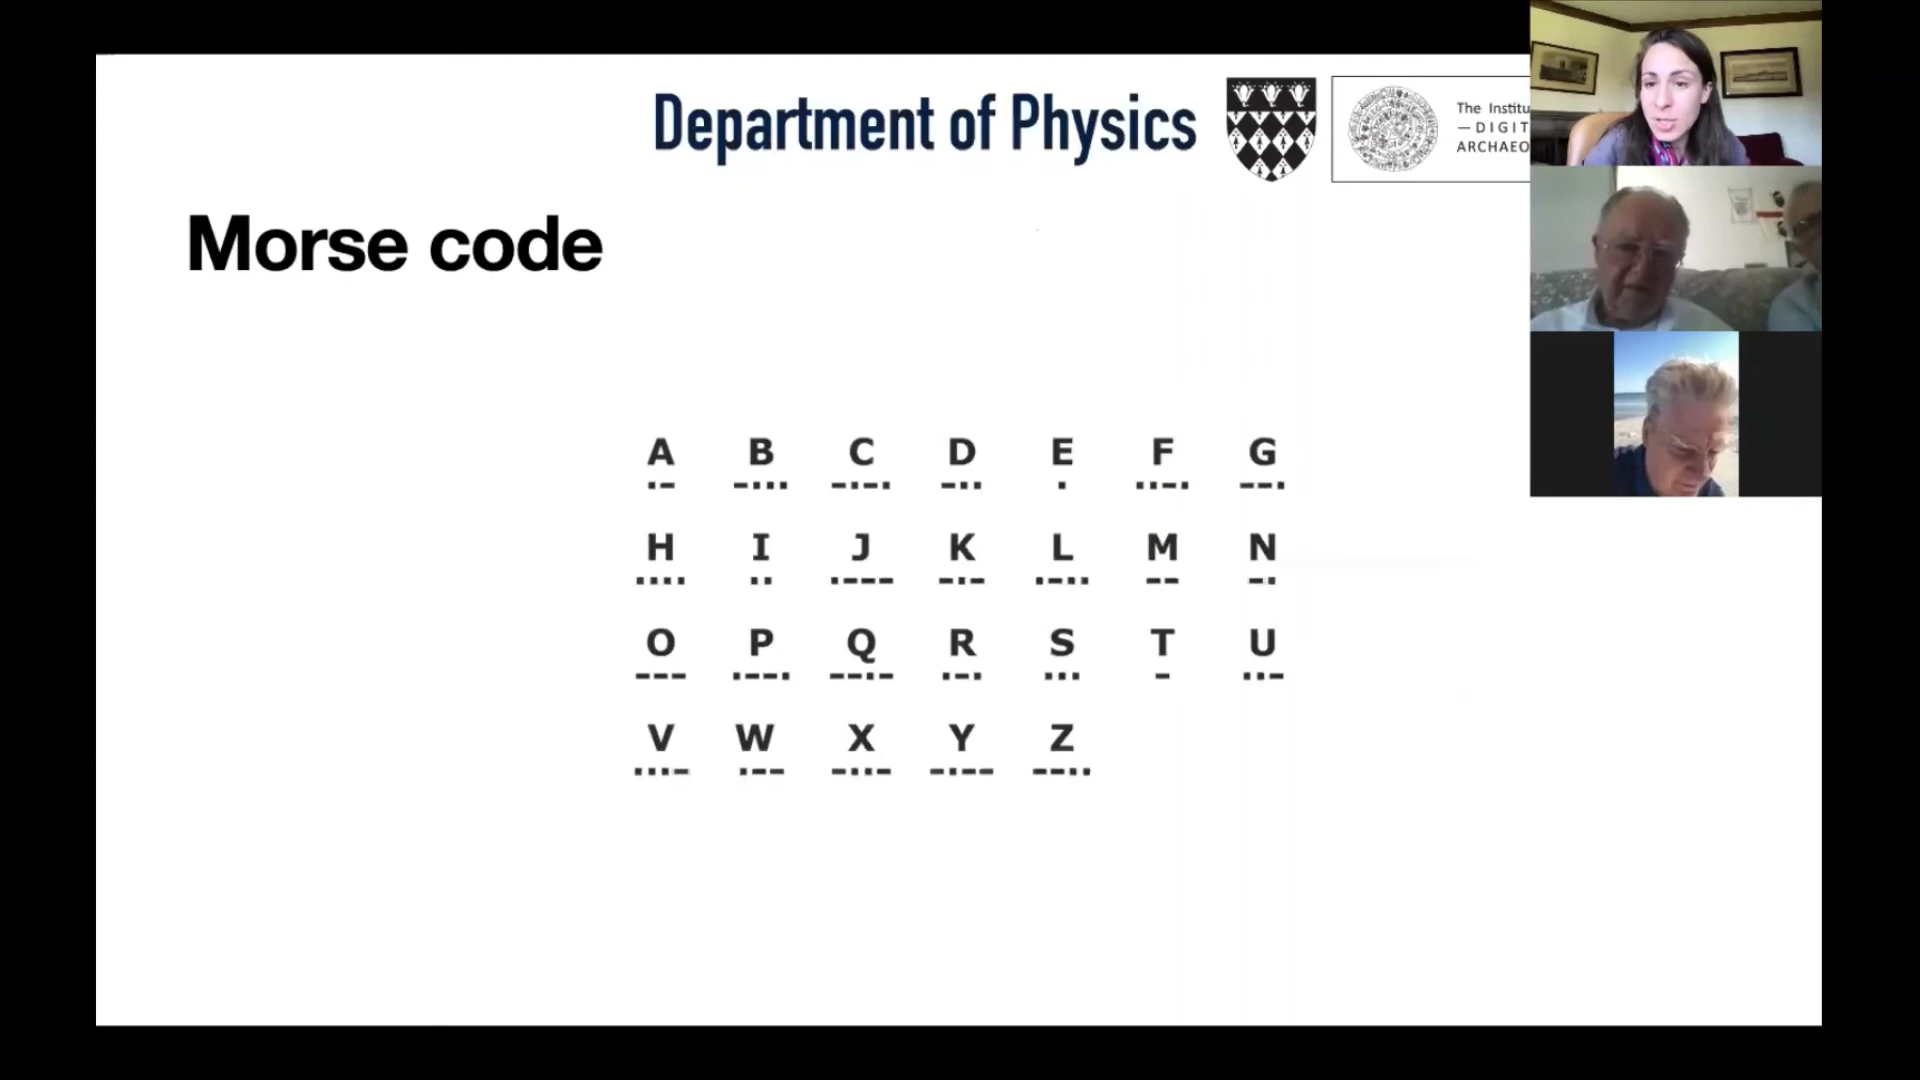 Department of Physics
The Institu
—DIGIT
ARCHAEO
Morse code
A B C D E F G
·- -··· -·-· -·· · ··-· --·
H I J K L M N
···· ·· ·--- -·- ·-·· -- -·
O P Q R S T U
--- ·--· --·- ·-· ··· - ··-
V W X Y Z
···- ·-- -··- -·-- --··